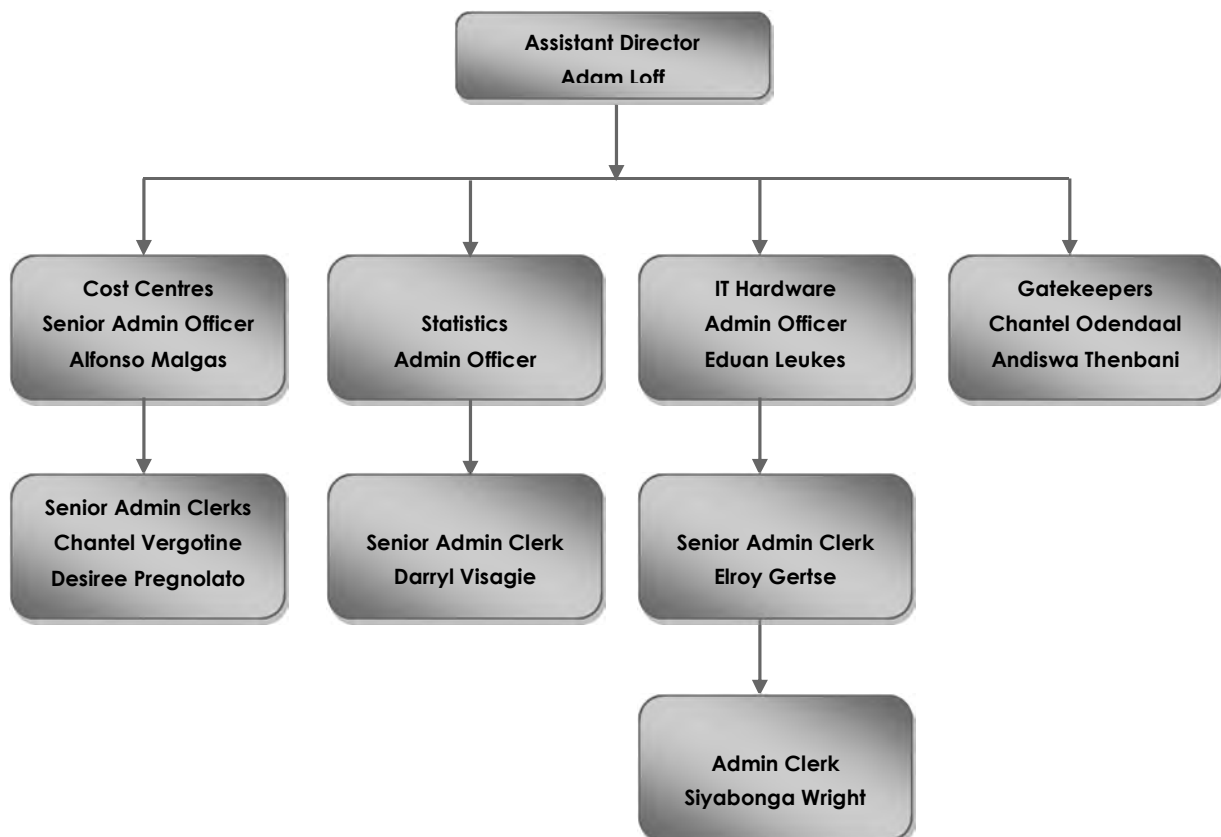 Assistant Director
Adam Loff
Cost Centres
Senior Admin Officer
Alfonso Malgas
Statistics
Admin Officer
IT Hardware
Admin Officer
Eduan Leukes
Gatekeepers
Chantel Odendaal
Andiswa Thenbani
Senior Admin Clerks
Chantel Vergotine
Desiree Pregnolato
Senior Admin Clerk
Darryl Visagie
Senior Admin Clerk
Elroy Gertse
Admin Clerk
Siyabonga Wright